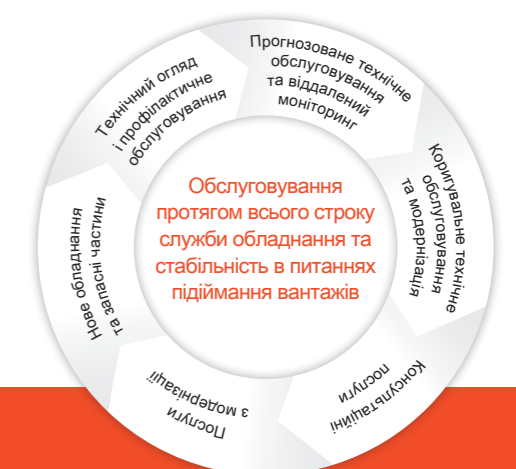 Прогнозоване технічне
обслуговування
та віддалений
моніторинг
Коригувальне технічне
обслуговування
та модернізація
Консультаційні
послуги
Послуги
з модернізації
Нове обладнання
та запасні частини
Технічний огляд
і профілактичне
обслуговування
Обслуговування
протягом всього строку
служби обладнання та
стабільність в питаннях
підіймання вантажів